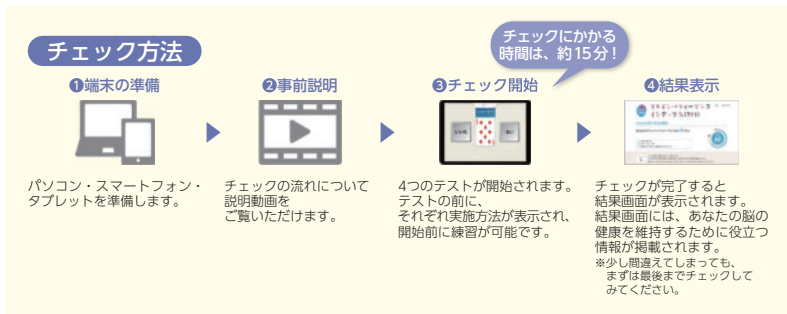 チェック方法
チェックにかかる
時間は、約15分！
❶端末の準備
パソコン・スマートフォン・
タブレットを準備します。
❷事前説明
チェックの流れについて
説明動画を
ご覧いただけます。
❸チェック開始
4つのテストが開始されます。
テストの前に、
それぞれ実施方法が表示され、
開始前に練習が可能です。
❹結果表示
チェックが完了すると
結果画面が表示されます。
結果画面には、あなたの脳の
健康を維持するために役立つ
情報が掲載されます。
※少し間違えてしまっても、
まずは最後までチェックして
みてください。